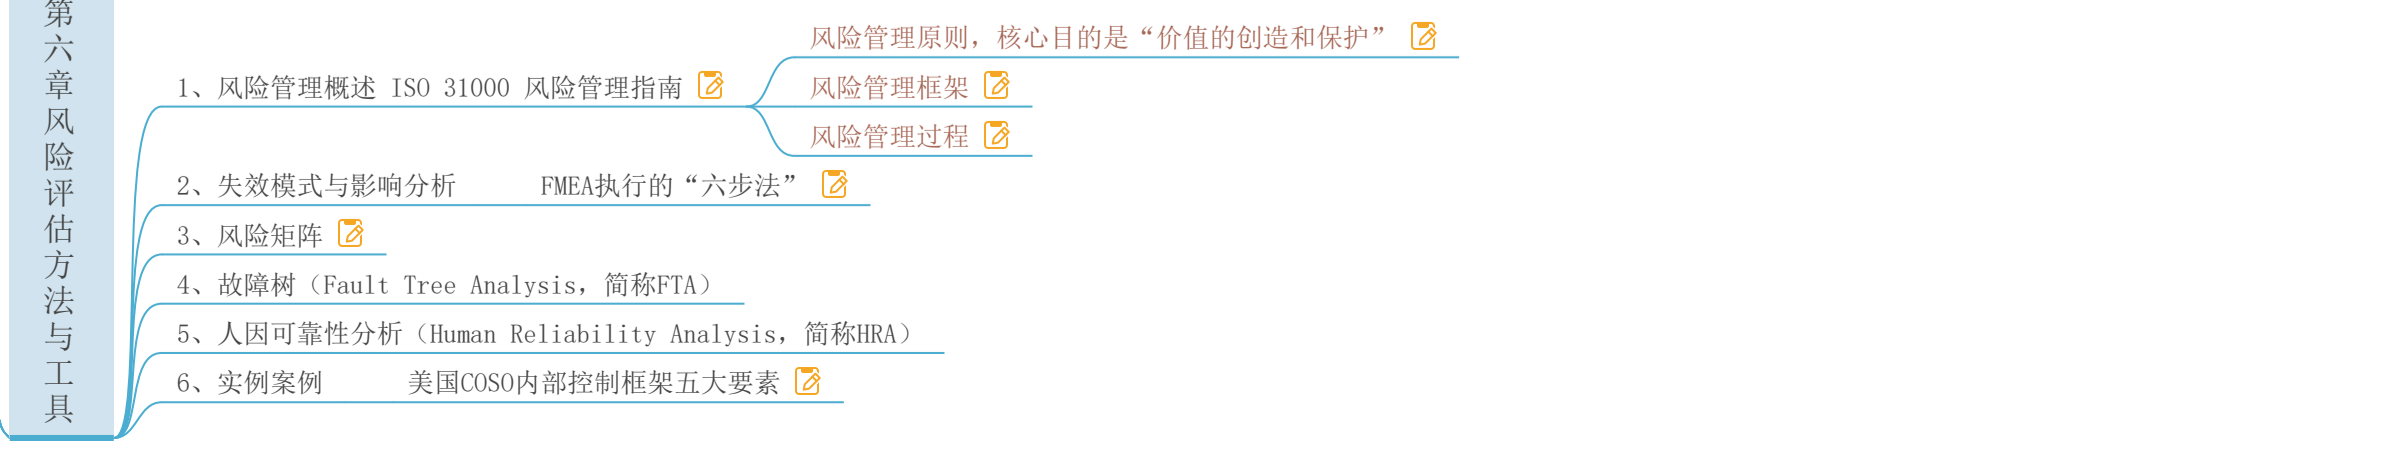 第六章风险评估方法与工具
1、风险管理概述 ISO 31000 风险管理指南
风险管理原则，核心目的是“价值的创造和保护”
风险管理框架
风险管理过程
2、失效模式与影响分析 FMEA执行的“六步法”
3、风险矩阵
4、故障树（Fault Tree Analysis，简称FTA）
5、人因可靠性分析（Human Reliability Analysis，简称HRA）
6、实例案例 美国COSO内部控制框架五大要素